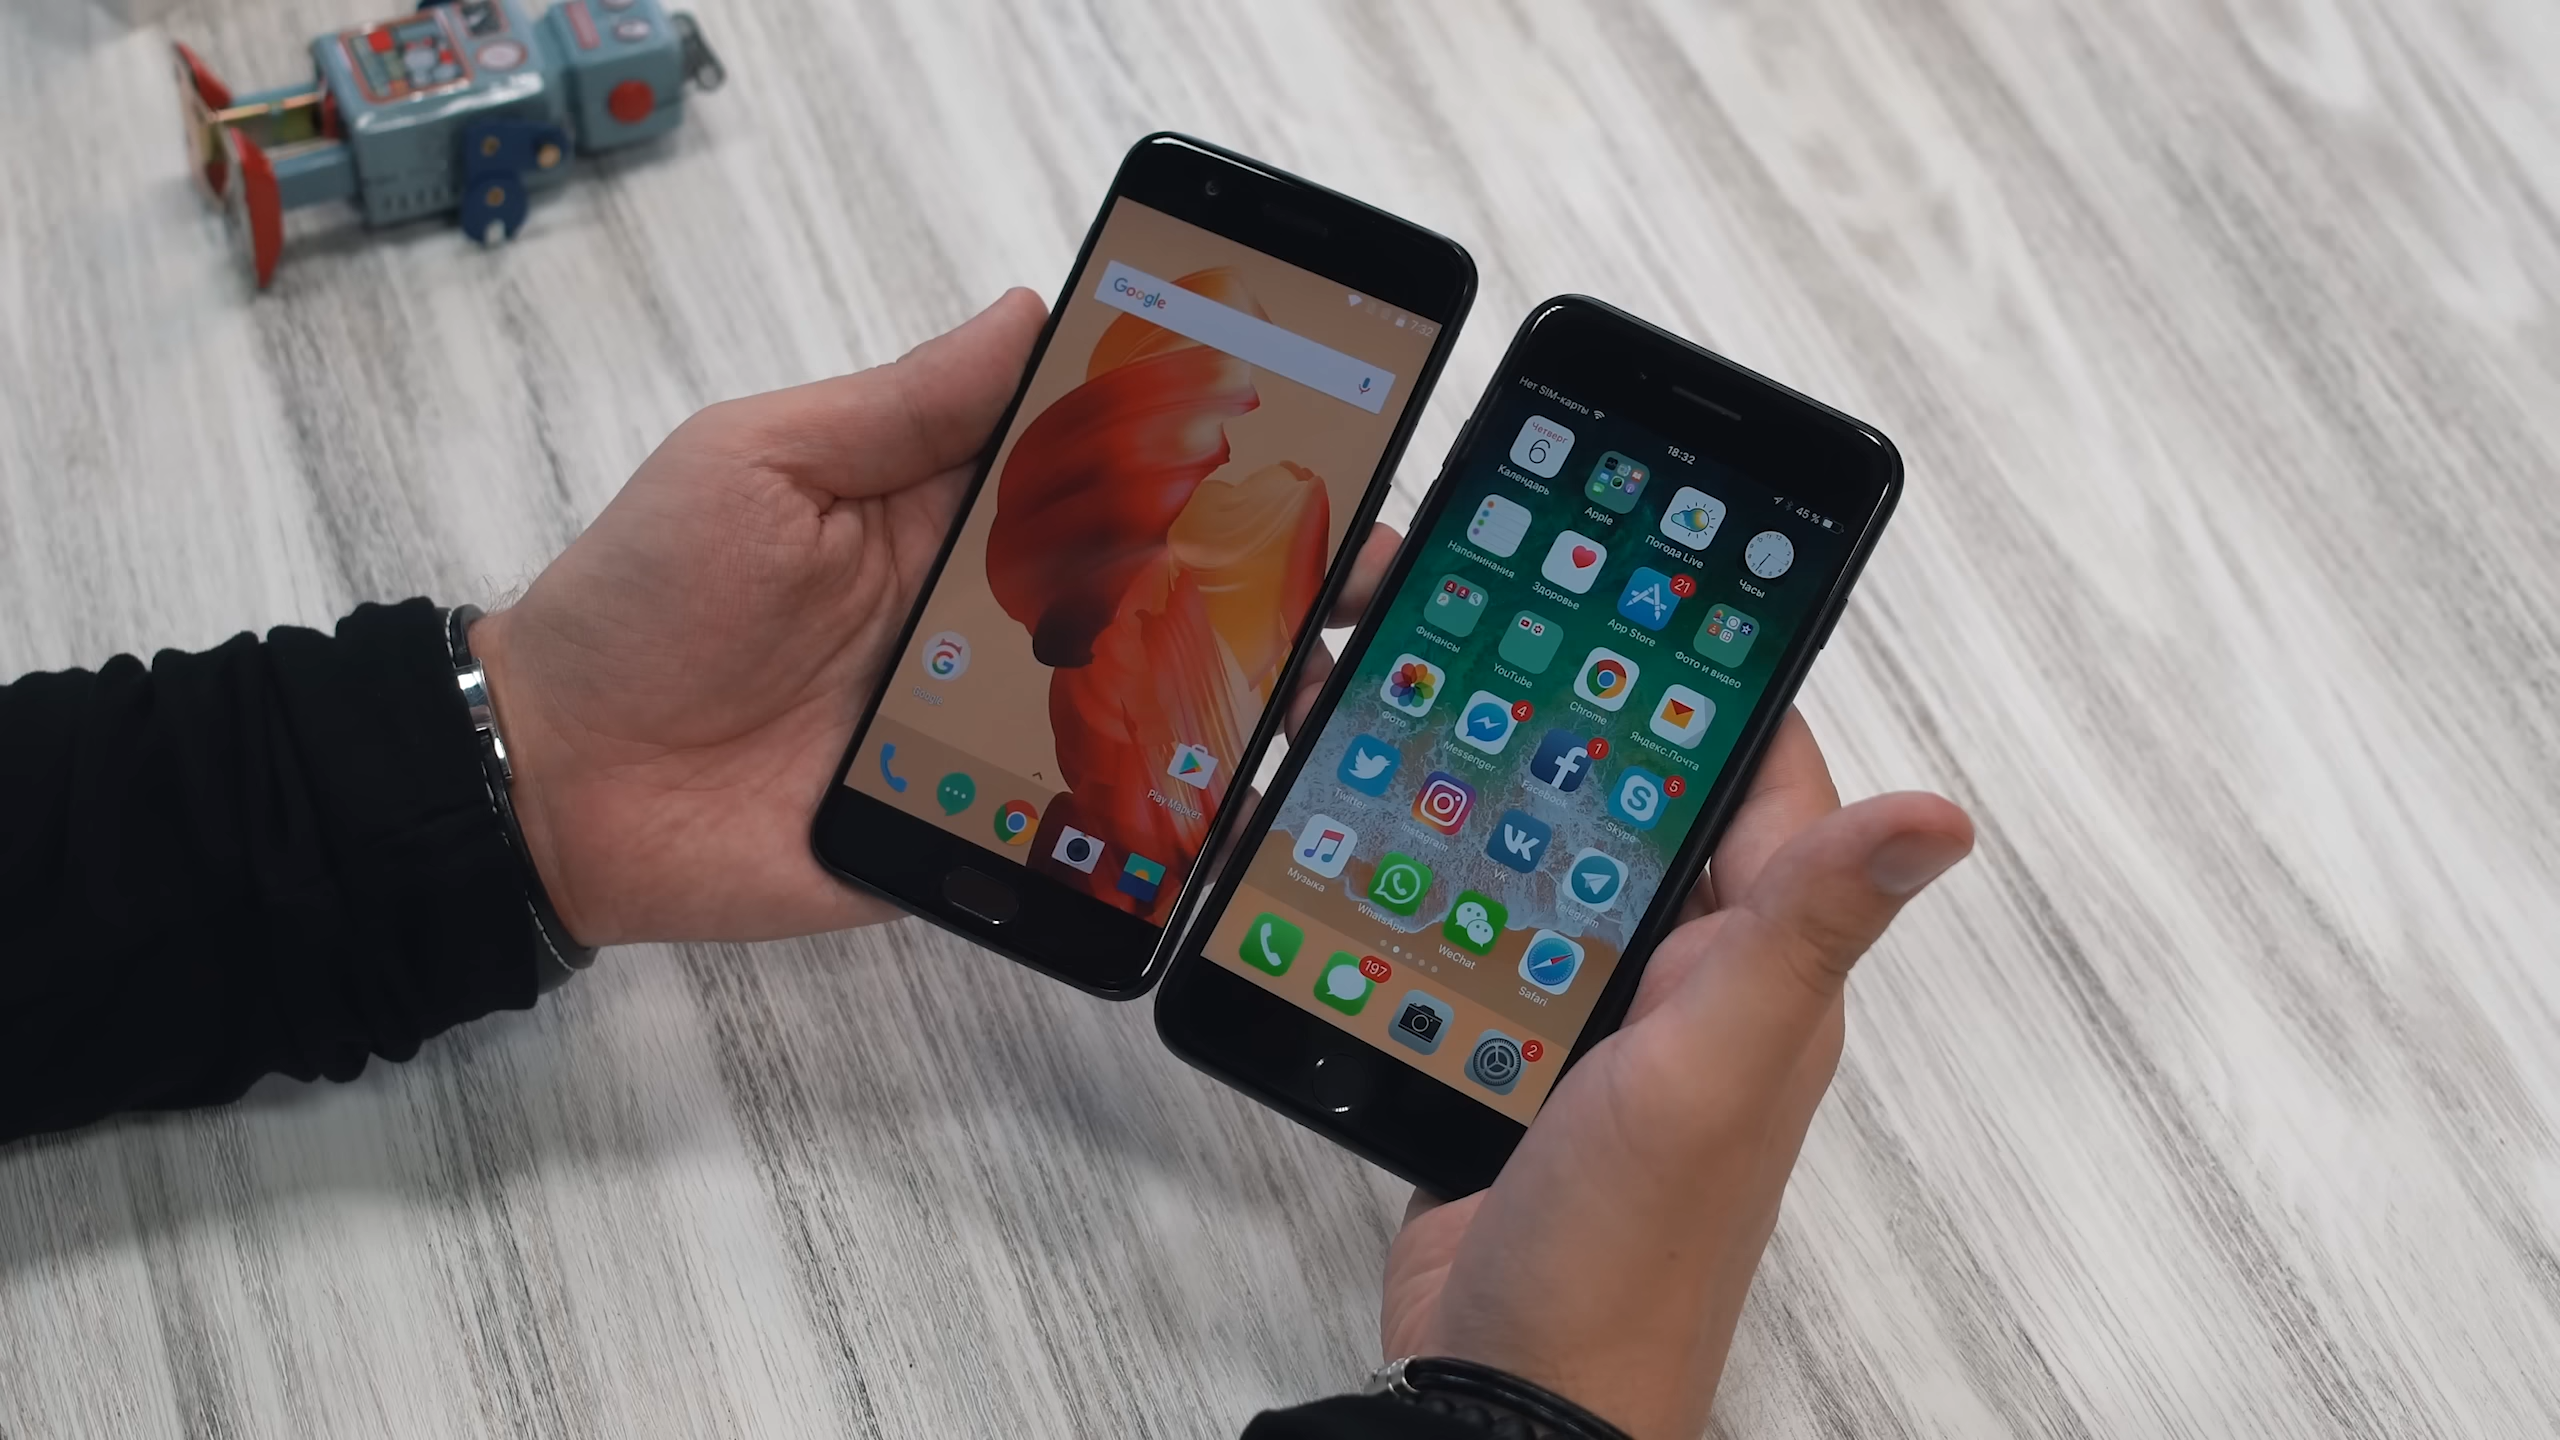 Google
7:32
Google
Play Маркет
Нет SIM-карты
18:32
45 %
Четверг
6
Календарь
Apple
Погода Live
Часы
Напоминания
Здоровье
21
App Store
Финансы
YouTube
Chrome
Фото и видео
Фото
4
Messenger
1
Facebook
Яндекс.Почта
Twitter
Instagram
VK
5
Skype
Музыка
WhatsApp
WeChat
Telegram
Safari
197
2